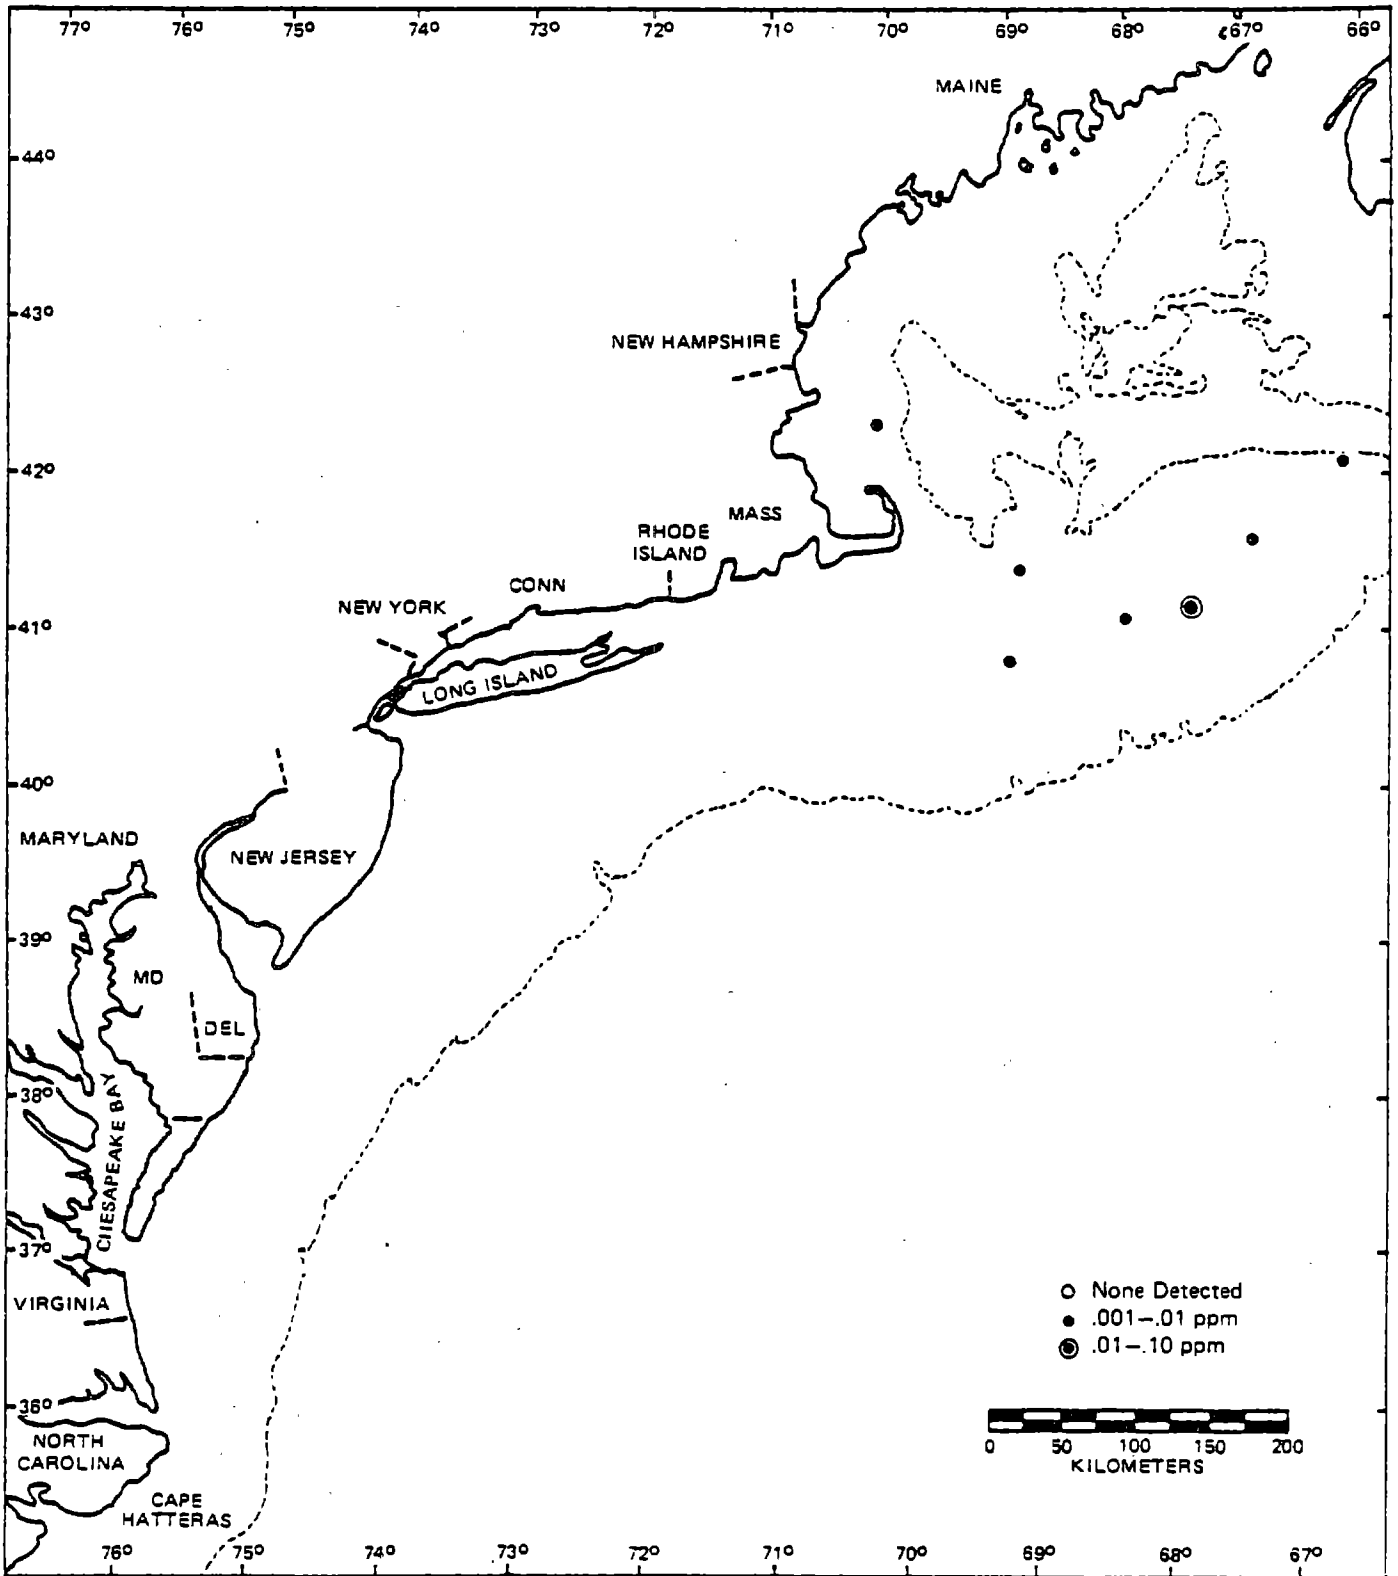 77° 76° 75° 74° 73° 72° 71° 70° 69° 68° 67° 66°
MAINE
44°
43°
NEW HAMPSHIRE
42°
MASS
RHODE
ISLAND
CONN
NEW YORK
41°
LONG ISLAND
40°
MARYLAND
NEW JERSEY
39°
MD
DEL
38°
CHESAPEAKE BAY
37°
VIRGINIA
None Detected
.001–.01 ppm
.01–.10 ppm
36°
NORTH
CAROLINA
0 50 100 150 200
KILOMETERS
CAPE
HATTERAS
76° 75° 74° 73° 72° 71° 70° 69° 68° 67°